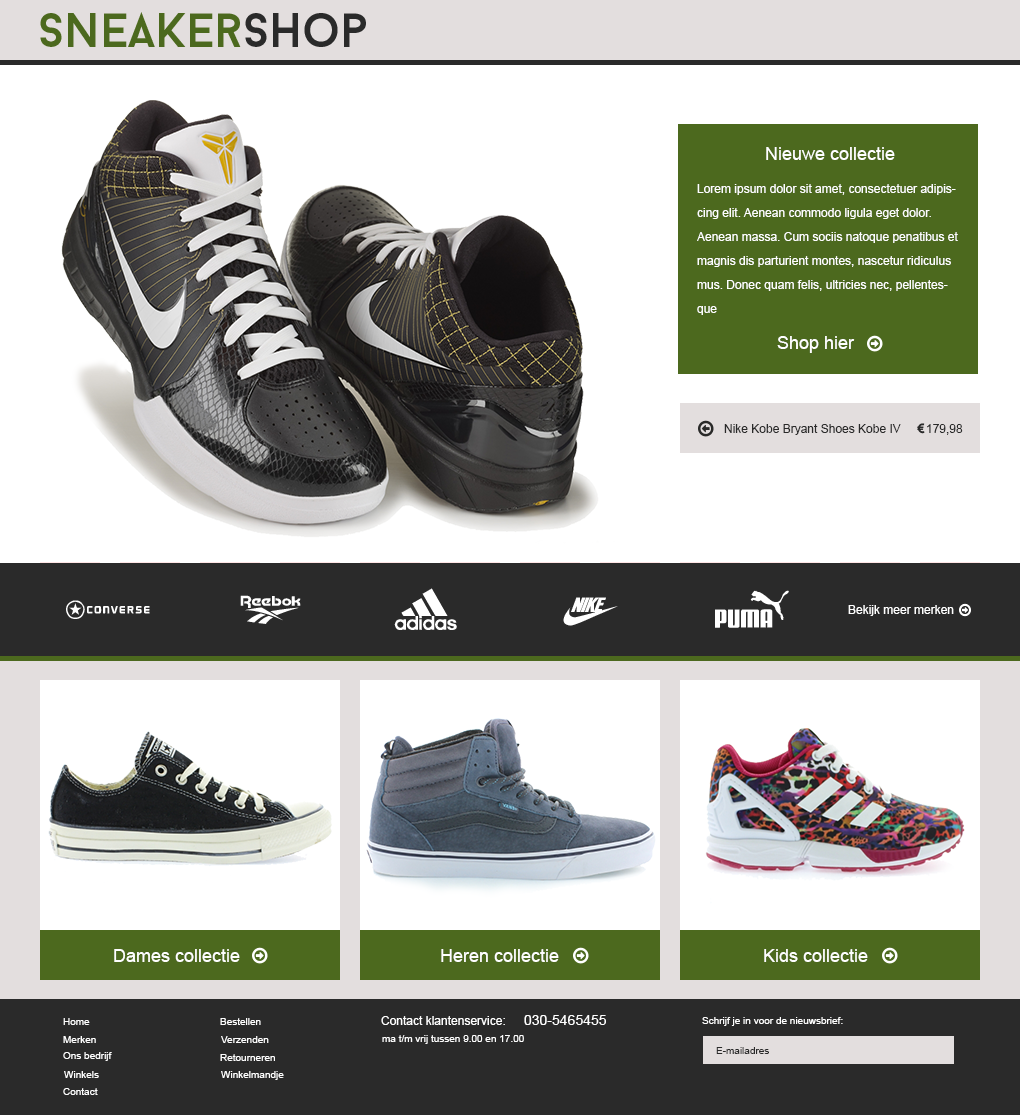 SNEAKERSHOP
Nieuwe collectie
Lorem ipsum dolor sit amet, consectetuer adipis-
cing elit. Aenean commodo ligula eget dolor.
Aenean massa. Cum sociis natoque penatibus et
magnis dis parturient montes, nascetur ridiculus
mus. Donec quam felis, ultricies nec, pellentes-
que
Shop hier
Nike Kobe Bryant Shoes Kobe IV €179,98
CONVERSE
Reebok
adidas
NIKE
PUMA
Bekijk meer merken
Dames collectie
Heren collectie
Kids collectie
Home
Merken
Ons bedrijf
Winkels
Contact
Bestellen
Verzenden
Retourneren
Winkelmandje
Contact klantenservice: 030-5465455
ma t/m vrij tussen 9.00 en 17.00
Schrijf je in voor de nieuwsbrief:
E-mailadres